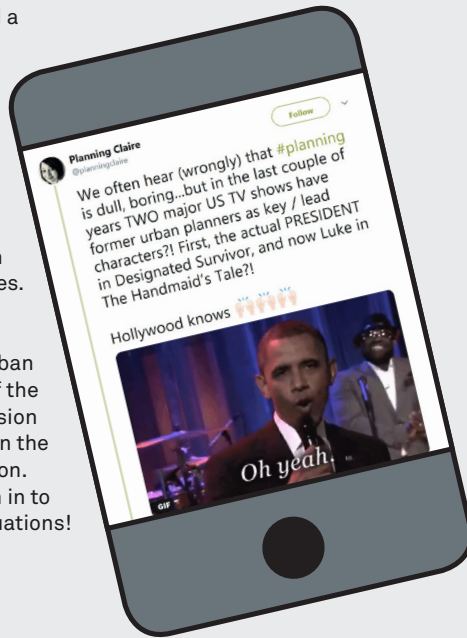 a
es.
ban
f the
sion
n the
on.
n in to
uations!
Planning Claire
@planningclaire
Follow
We often hear (wrongly) that #planning
is dull, boring...but in the last couple of
years TWO major US TV shows have
former urban planners as key / lead
characters?! First, the actual PRESIDENT
in Designated Survivor, and now Luke in
The Handmaid's Tale?!
Hollywood knows 🙌🏻🙌🏻🙌🏻🙌🏻
Oh yeah.
GIF